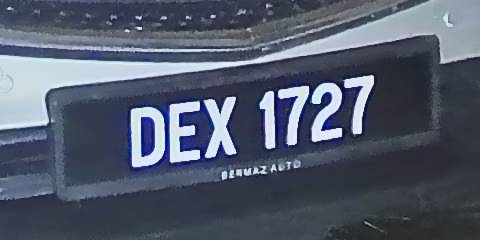 DEX 1727
BERMAZ AUTO